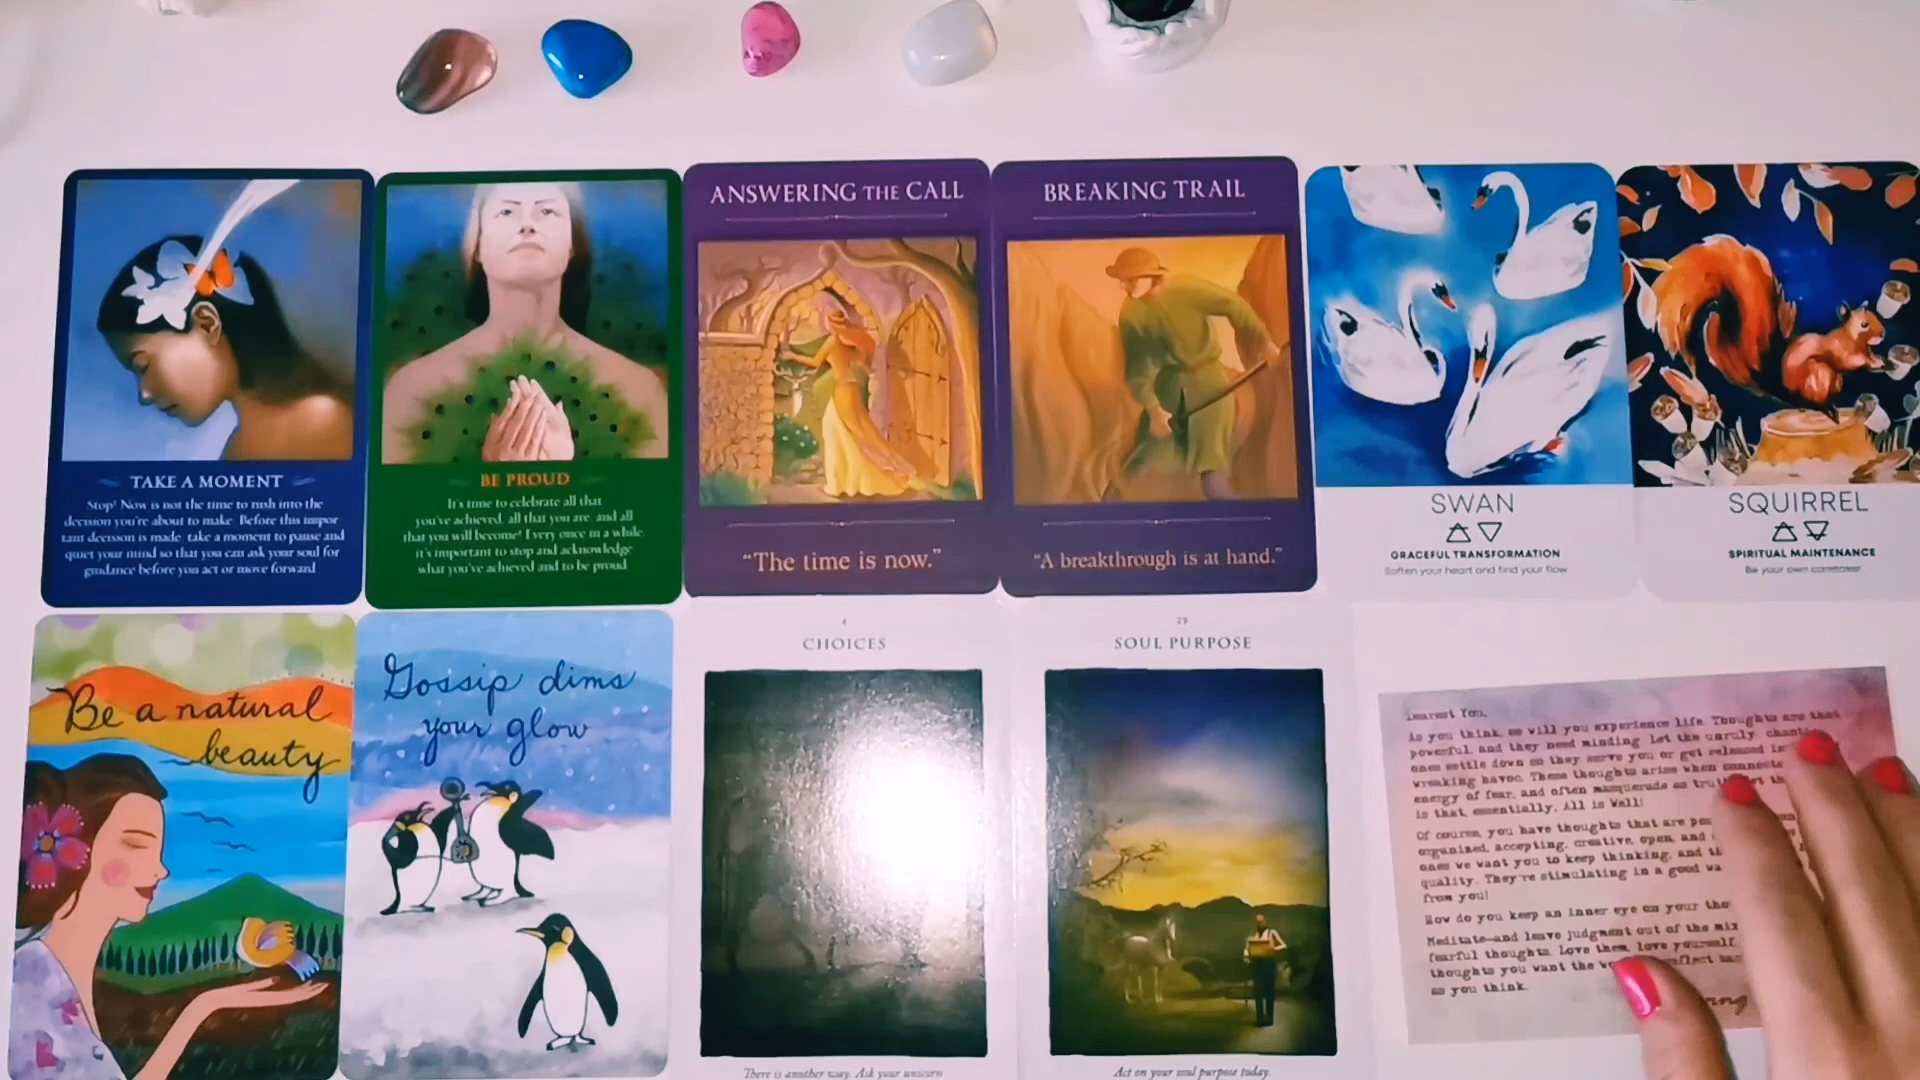 TAKE A MOMENT
Stop! Now is not the time to rush into the
decision you're about to make. Before this impor
tant decision is made, take a moment to pause and
quiet your mind so that you can ask your soul for
guidance before you act or move forward
BE PROUD
It's time to celebrate all that
you've achieved, all that you are, and all
that you will become! Every once in a while
it's important to stop and acknowledge
what you've achieved and to be proud
ANSWERING THE CALL
"The time is now."
BREAKING TRAIL
"A breakthrough is at hand."
SWAN
GRACEFUL TRANSFORMATION
Soften your heart and find your flow
SQUIRREL
SPIRITUAL MAINTENANCE
Be your own caretaker
Be a natural
beauty
Gossip dims
your glow
4
CHOICES
There is another way. Ask your unicorn
29
SOUL PURPOSE
Act on your soul purpose today.
Dearest You,
As you think, so will you experience life. Thoughts are that
powerful, and they need minding. Let the unruly
ones settle down so they serve you or get released
wreaking havoc. These thoughts arise when
energy of fear, and often masquerade as
is that, essentially, All is Well!
Of course, you have thoughts that are
organized, accepting, creative, open, and
ones we want you to keep thinking, and
quality. They're stimulating in a good
from you!
How do you keep an inner eye on your
Meditate—and leave judgment out of the mix
fearful thoughts. Love them, love yourself
thoughts you want the
as you think.